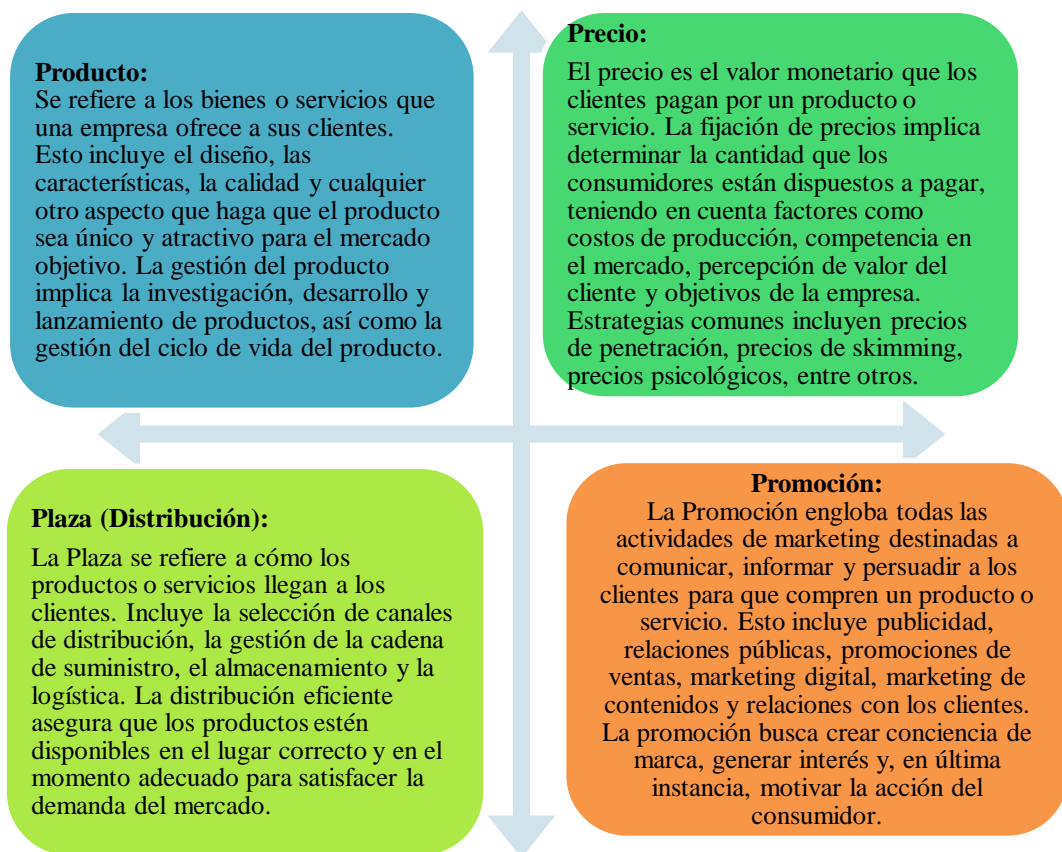 Producto:
Se refiere a los bienes o servicios que
una empresa ofrece a sus clientes.
Esto incluye el diseño, las
características, la calidad y cualquier
otro aspecto que haga que el producto
sea único y atractivo para el mercado
objetivo. La gestión del producto
implica la investigación, desarrollo y
lanzamiento de productos, así como la
gestión del ciclo de vida del producto.
Precio:
El precio es el valor monetario que los
clientes pagan por un producto o
servicio. La fijación de precios implica
determinar la cantidad que los
consumidores están dispuestos a pagar,
teniendo en cuenta factores como
costos de producción, competencia en
el mercado, percepción de valor del
cliente y objetivos de la empresa.
Estrategias comunes incluyen precios
de penetración, precios de skimming,
precios psicológicos, entre otros.
Plaza (Distribución):
La Plaza se refiere a cómo los
productos o servicios llegan a los
clientes. Incluye la selección de canales
de distribución, la gestión de la cadena
de suministro, el almacenamiento y la
logística. La distribución eficiente
asegura que los productos estén
disponibles en el lugar correcto y en el
momento adecuado para satisfacer la
demanda del mercado.
Promoción:
La Promoción engloba todas las
actividades de marketing destinadas a
comunicar, informar y persuadir a los
clientes para que compren un producto o
servicio. Esto incluye publicidad,
relaciones públicas, promociones de
ventas, marketing digital, marketing de
contenidos y relaciones con los clientes.
La promoción busca crear conciencia de
marca, generar interés y, en última
instancia, motivar la acción del
consumidor.